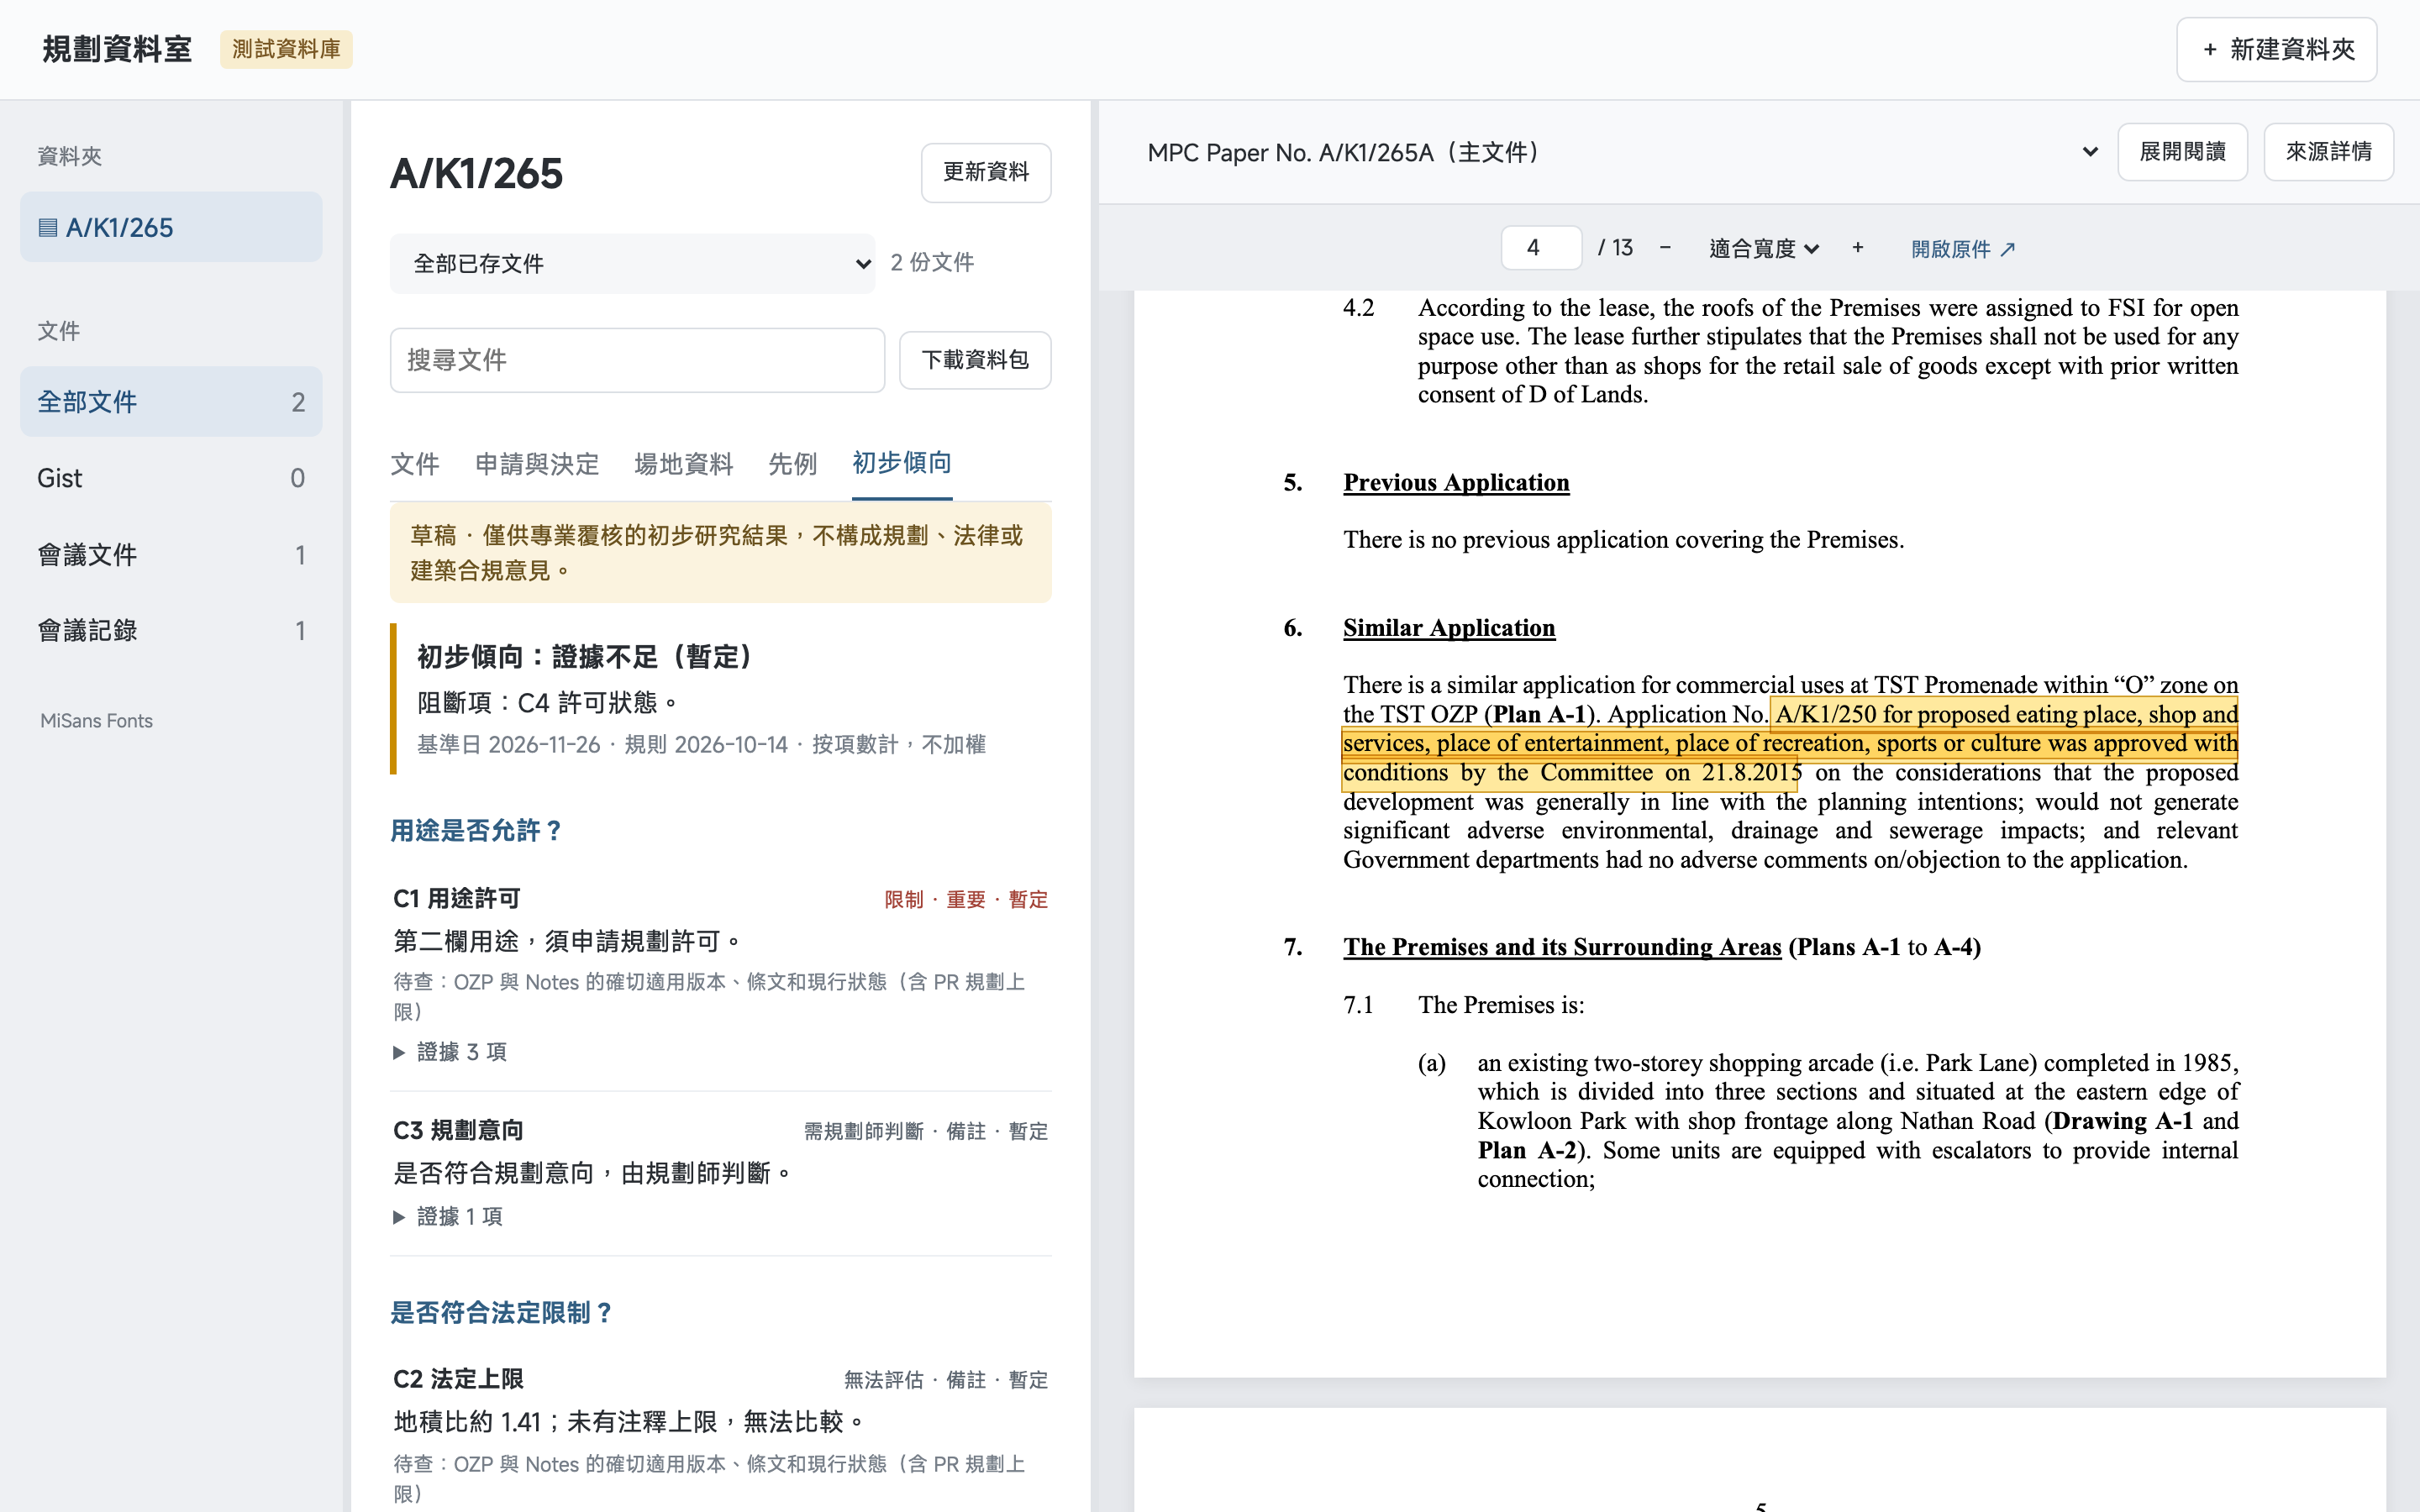 規劃資料室
測試資料庫
+ 新建資料夾
資料夾
A/K1/265
文件
全部文件 2
Gist 0
會議文件 1
會議記錄 1
MiSans Fonts
A/K1/265
更新資料
全部已存文件
2 份文件
搜尋文件
下載資料包
文件 申請與決定 場地資料 先例 初步傾向
草稿 · 僅供專業覆核的初步研究結果，不構成規劃、法律或
建築合規意見。
初步傾向：證據不足（暫定）
阻斷項：C4 許可狀態。
基準日 2026-11-26 · 規則 2026-10-14 · 按項數計，不加權
用途是否允許？
C1 用途許可 限制 · 重要 · 暫定
第二欄用途，須申請規劃許可。
待查：OZP 與 Notes 的確切適用版本、條文和現行狀態（含 PR 規劃上
限）
▶ 證據 3 項
C3 規劃意向 需規劃師判斷 · 備註 · 暫定
是否符合規劃意向，由規劃師判斷。
▶ 證據 1 項
是否符合法定限制？
C2 法定上限 無法評估 · 備註 · 暫定
地積比約 1.41；未有注釋上限，無法比較。
待查：OZP 與 Notes 的確切適用版本、條文和現行狀態（含 PR 規劃上
限）
MPC Paper No. A/K1/265A（主文件）
展開閱讀
來源詳情
4 / 13 − 適合寬度 + 開啟原件 ↗
4.2 According to the lease, the roofs of the Premises were assigned to FSI for open
space use. The lease further stipulates that the Premises shall not be used for any
purpose other than as shops for the retail sale of goods except with prior written
consent of D of Lands.
5. Previous Application
There is no previous application covering the Premises.
6. Similar Application
There is a similar application for commercial uses at TST Promenade within “O” zone on
the TST OZP (Plan A-1). Application No. A/K1/250 for proposed eating place, shop and
services, place of entertainment, place of recreation, sports or culture was approved with
conditions by the Committee on 21.8.2015 on the considerations that the proposed
development was generally in line with the planning intentions; would not generate
significant adverse environmental, drainage and sewerage impacts; and relevant
Government departments had no adverse comments on/objection to the application.
7. The Premises and its Surrounding Areas (Plans A-1 to A-4)
7.1 The Premises is:
(a) an existing two-storey shopping arcade (i.e. Park Lane) completed in 1985,
which is divided into three sections and situated at the eastern edge of
Kowloon Park with shop frontage along Nathan Road (Drawing A-1 and
Plan A-2). Some units are equipped with escalators to provide internal
connection;